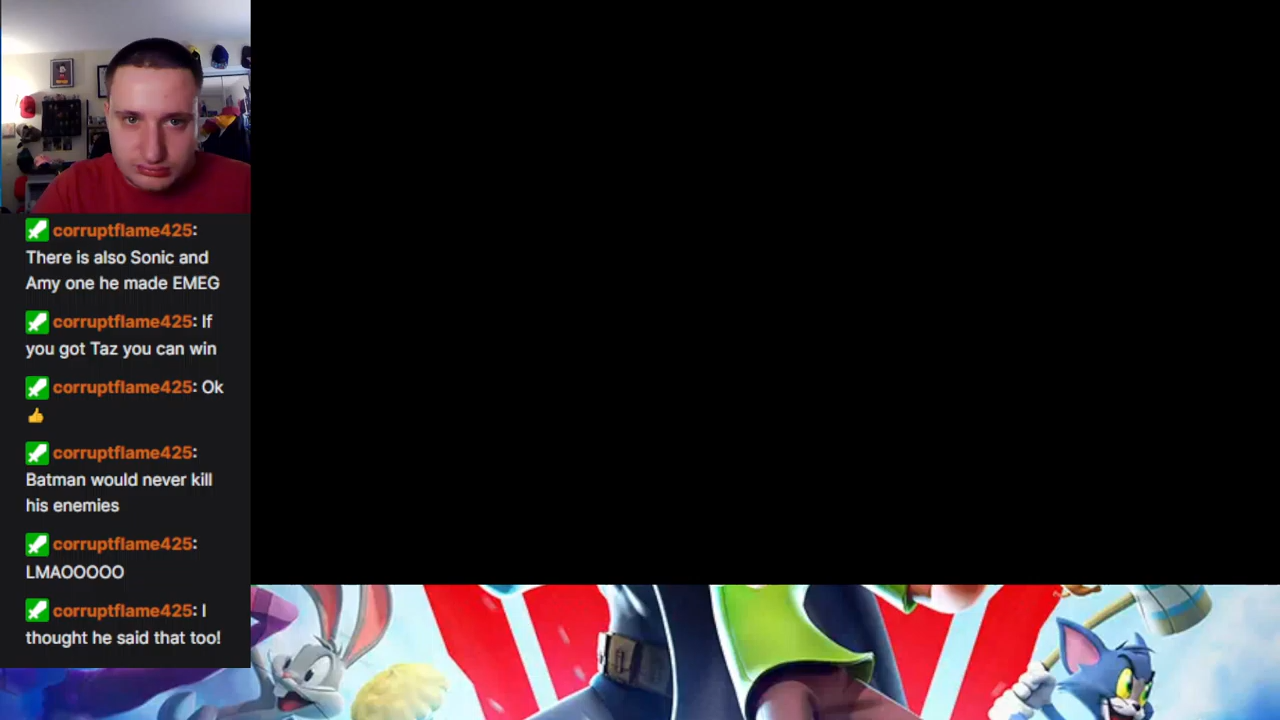 corruptflame425:
There is also Sonic and
Amy one he made EMEG
corruptflame425: If
you got Taz you can win
corruptflame425: Ok
👍
corruptflame425:
Batman would never kill
his enemies
corruptflame425:
LMAOOOOO
corruptflame425: I
thought he said that too!